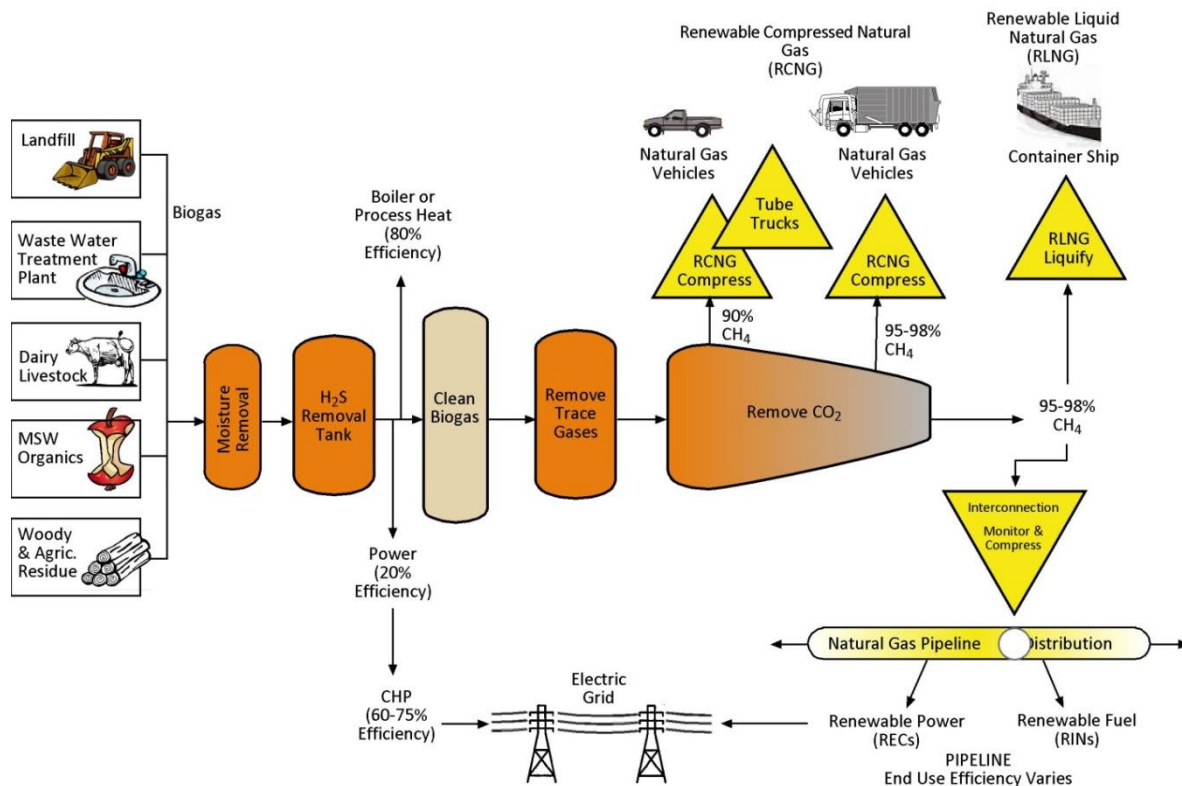 Renewable Compressed Natural
Gas
(RCNG)
Renewable Liquid
Natural Gas
(RLNG)
Landfill
Biogas
Waste Water
Treatment
Plant
Dairy
Livestock
MSW
Organics
Woody
& Agric.
Residue
Moisture
Removal
H₂S
Removal
Tank
Boiler or
Process Heat
(80%
Efficiency)
Clean
Biogas
Remove
Trace
Gases
Remove CO₂
Natural Gas
Vehicles
Natural Gas
Vehicles
Container Ship
Tube
Trucks
RCNG
Compress
RCNG
Compress
RLNG
Liquify
90%
CH₄
95-98%
CH₄
95-98%
CH₄
Interconnection
Monitor &
Compress
Power
(20%
Efficiency)
CHP
(60-75%
Efficiency)
Electric
Grid
Natural Gas Pipeline
istribution
Renewable Power
(RECs)
Renewable Fuel
(RINs)
PIPELINE
End Use Efficiency Varies